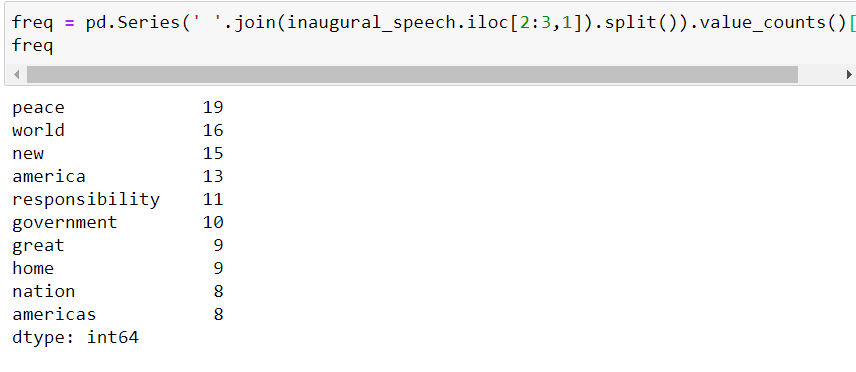 freq = pd.Series(' '.join(inaugural_speech.iloc[2:3,1]).split()).value_counts()[
freq
peace 19
world 16
new 15
america 13
responsibility 11
government 10
great 9
home 9
nation 8
americas 8
dtype: int64